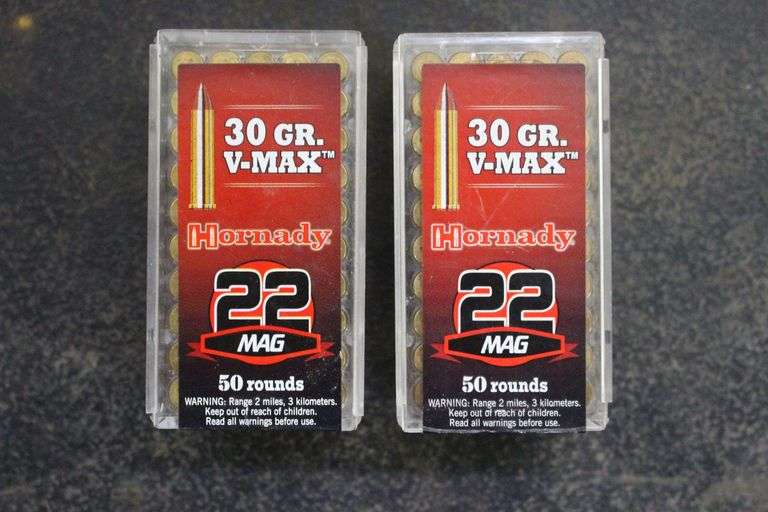 30 GR.
V-MAX™
Hornady
22
MAG
50 rounds
WARNING: Range 2 miles, 3 kilometers.
Keep out of reach of children.
Read all warnings before use.
30 GR.
V-MAX™
Hornady
22
MAG
50 rounds
WARNING: Range 2 miles, 3 kilometers.
Keep out of reach of children.
Read all warnings before use.